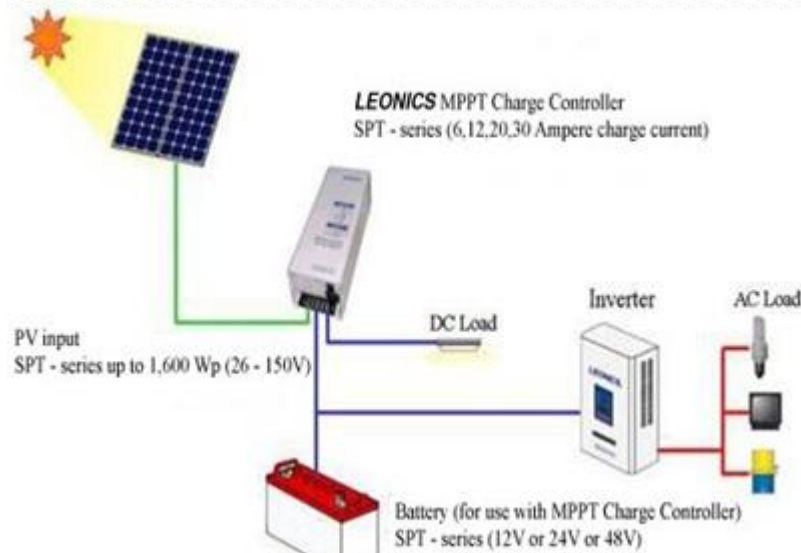 LEONICS MPPT Charge Controller
SPT - series (6,12,20,30 Ampere charge current)
Inverter
AC Load
DC Load
PV input
SPT - series up to 1,600 Wp (26 - 150V)
LEONICS
Battery (for use with MPPT Charge Controller)
SPT - series (12V or 24V or 48V)